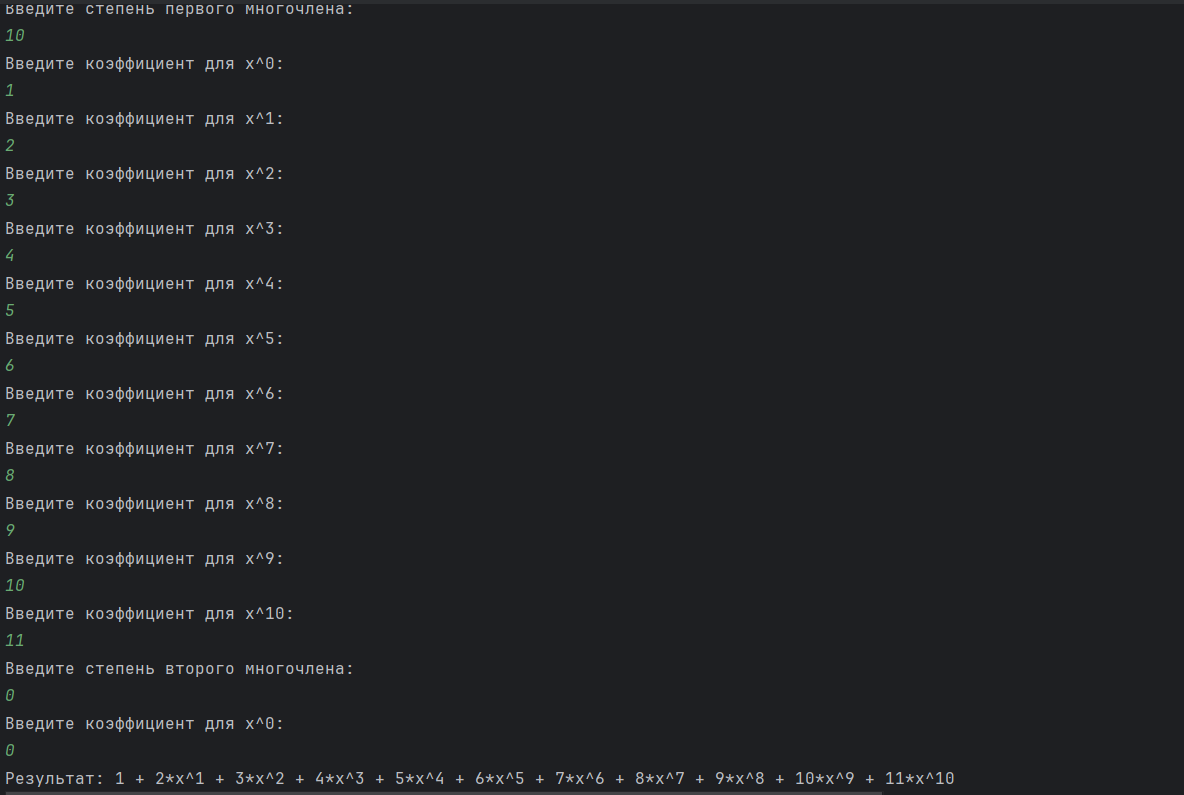 Введите степень первого многочлена:
10
Введите коэффициент для x^0:
1
Введите коэффициент для x^1:
2
Введите коэффициент для x^2:
3
Введите коэффициент для x^3:
4
Введите коэффициент для x^4:
5
Введите коэффициент для x^5:
6
Введите коэффициент для x^6:
7
Введите коэффициент для x^7:
8
Введите коэффициент для x^8:
9
Введите коэффициент для x^9:
10
Введите коэффициент для x^10:
11
Введите степень второго многочлена:
0
Введите коэффициент для x^0:
0
Результат: 1 + 2*x^1 + 3*x^2 + 4*x^3 + 5*x^4 + 6*x^5 + 7*x^6 + 8*x^7 + 9*x^8 + 10*x^9 + 11*x^10